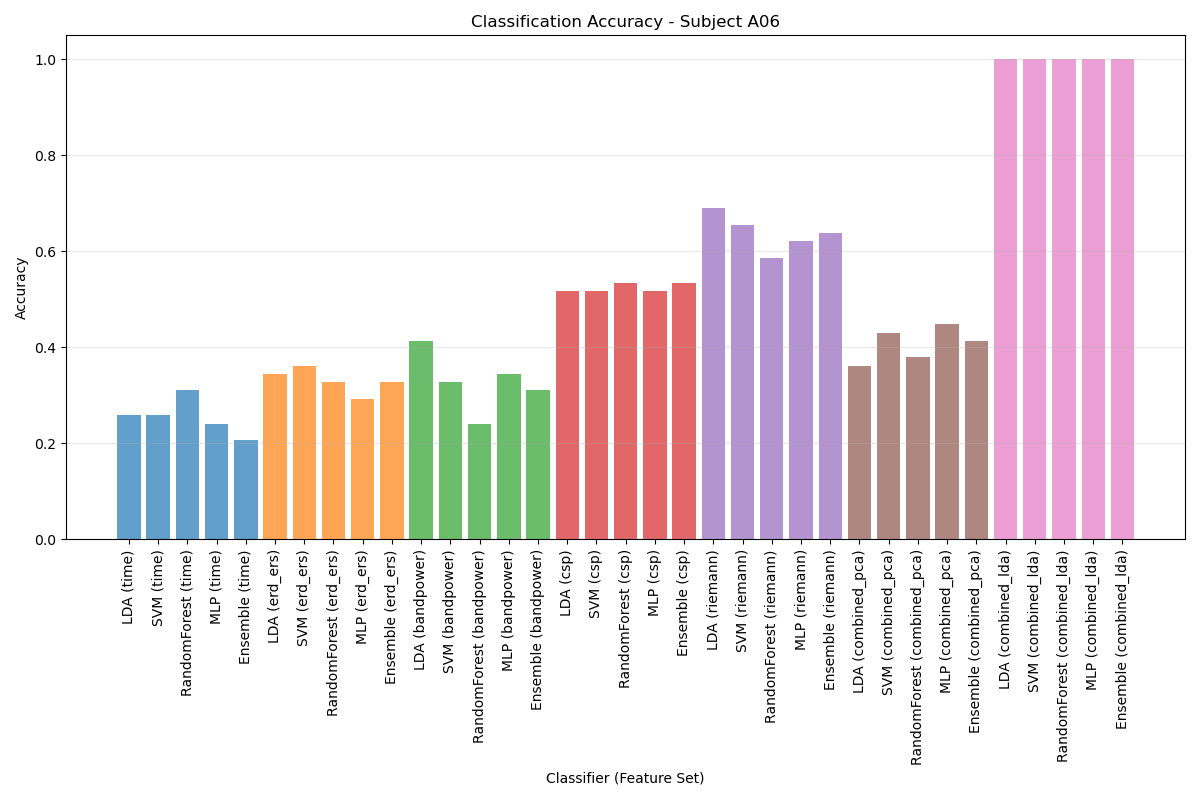 Classification Accuracy - Subject A06
Accuracy
1.0
0.8
0.6
0.4
0.2
0.0
LDA (time)
SVM (time)
RandomForest (time)
MLP (time)
Ensemble (time)
LDA (erd_ers)
SVM (erd_ers)
RandomForest (erd_ers)
MLP (erd_ers)
Ensemble (erd_ers)
LDA (bandpower)
SVM (bandpower)
RandomForest (bandpower)
MLP (bandpower)
Ensemble (bandpower)
LDA (csp)
SVM (csp)
RandomForest (csp)
MLP (csp)
Ensemble (csp)
LDA (riemann)
SVM (riemann)
RandomForest (riemann)
MLP (riemann)
Ensemble (riemann)
LDA (combined_pca)
SVM (combined_pca)
RandomForest (combined_pca)
MLP (combined_pca)
Ensemble (combined_pca)
LDA (combined_lda)
SVM (combined_lda)
RandomForest (combined_lda)
MLP (combined_lda)
Ensemble (combined_lda)
Classifier (Feature Set)